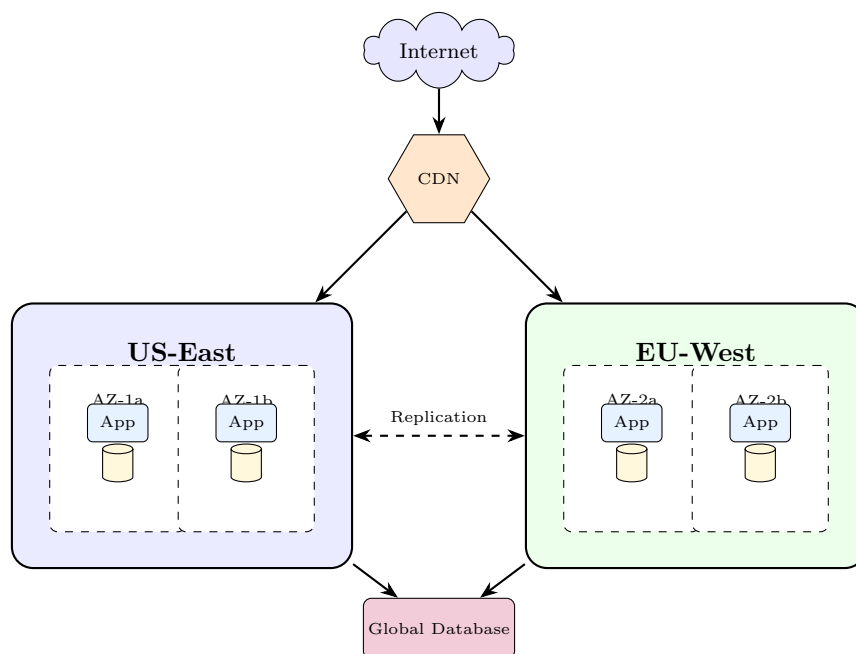 Internet
CDN
US-East
EU-West
AZ-1a
AZ-1b
AZ-2a
AZ-2b
App
App
Replication
App
App
Global Database